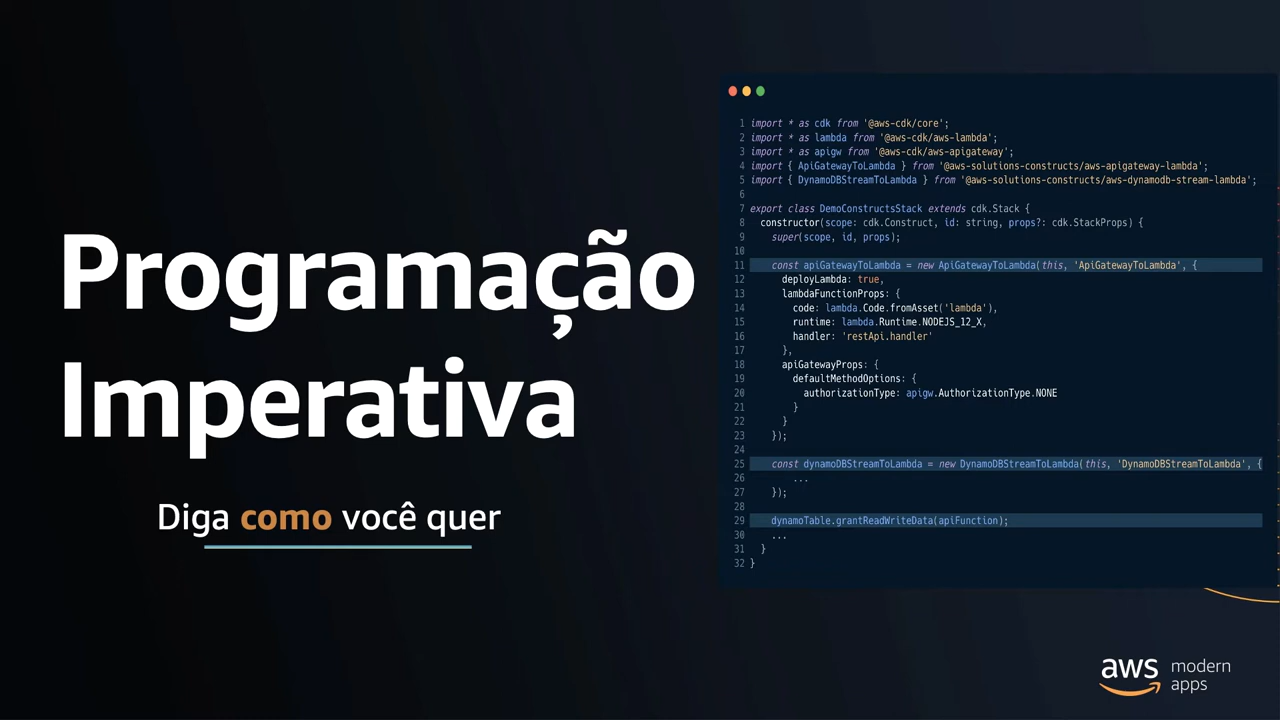 Programação
Imperativa
Diga como você quer
1 import * as cdk from '@aws-cdk/core';
2 import * as lambda from '@aws-cdk/aws-lambda';
3 import * as apigw from '@aws-cdk/aws-apigateway';
4 import { ApiGatewayToLambda } from '@aws-solutions-constructs/aws-apigateway-lambda';
5 import { DynamoDBStreamToLambda } from '@aws-solutions-constructs/aws-dynamodb-stream-lambda';
6
7 export class DemoConstructsStack extends cdk.Stack {
8 constructor(scope: cdk.Construct, id: string, props?: cdk.StackProps) {
9 super(scope, id, props);
10
11 const apiGatewayToLambda = new ApiGatewayToLambda(this, 'ApiGatewayToLambda', {
12 deployLambda: true,
13 lambdaFunctionProps: {
14 code: lambda.Code.fromAsset('lambda'),
15 runtime: lambda.Runtime.NODEJS_12_X,
16 handler: 'restApi.handler'
17 },
18 apiGatewayProps: {
19 defaultMethodOptions: {
20 authorizationType: apigw.AuthorizationType.NONE
21 }
22 }
23 });
24
25 const dynamoDBStreamToLambda = new DynamoDBStreamToLambda(this, 'DynamoDBStreamToLambda', {
26 ...
27 });
28
29 dynamoTable.grantReadWriteData(apiFunction);
30 ...
31 }
32 }
aws modern
apps